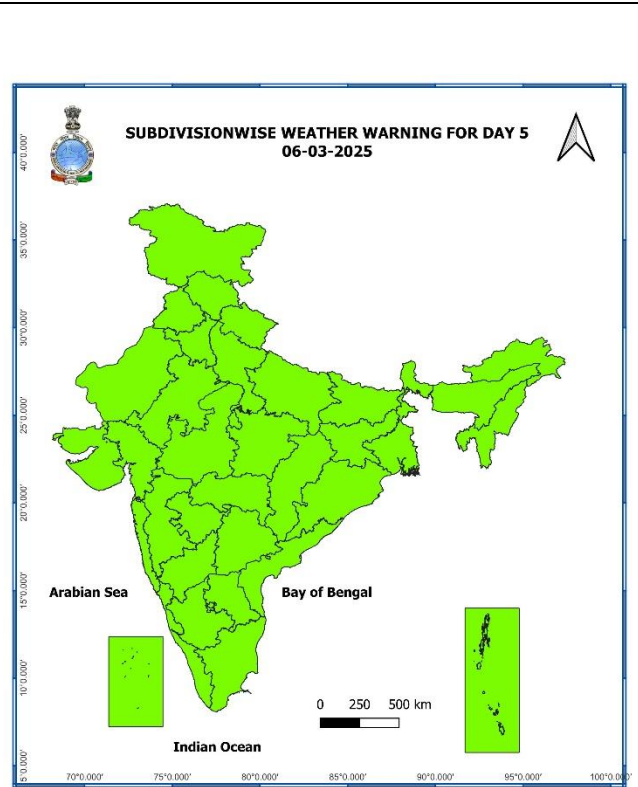 SUBDIVISIONWISE WEATHER WARNING FOR DAY 5
06-03-2025
40°0.000'
35°0.000'
30°0.000'
25°0.000'
20°0.000'
15°0.000'
10°0.000'
5°0.000'
Arabian Sea
Bay of Bengal
0 250 500 km
Indian Ocean
70°0.000' 75°0.000' 80°0.000' 85°0.000' 90°0.000' 95°0.000' 100°0.000'